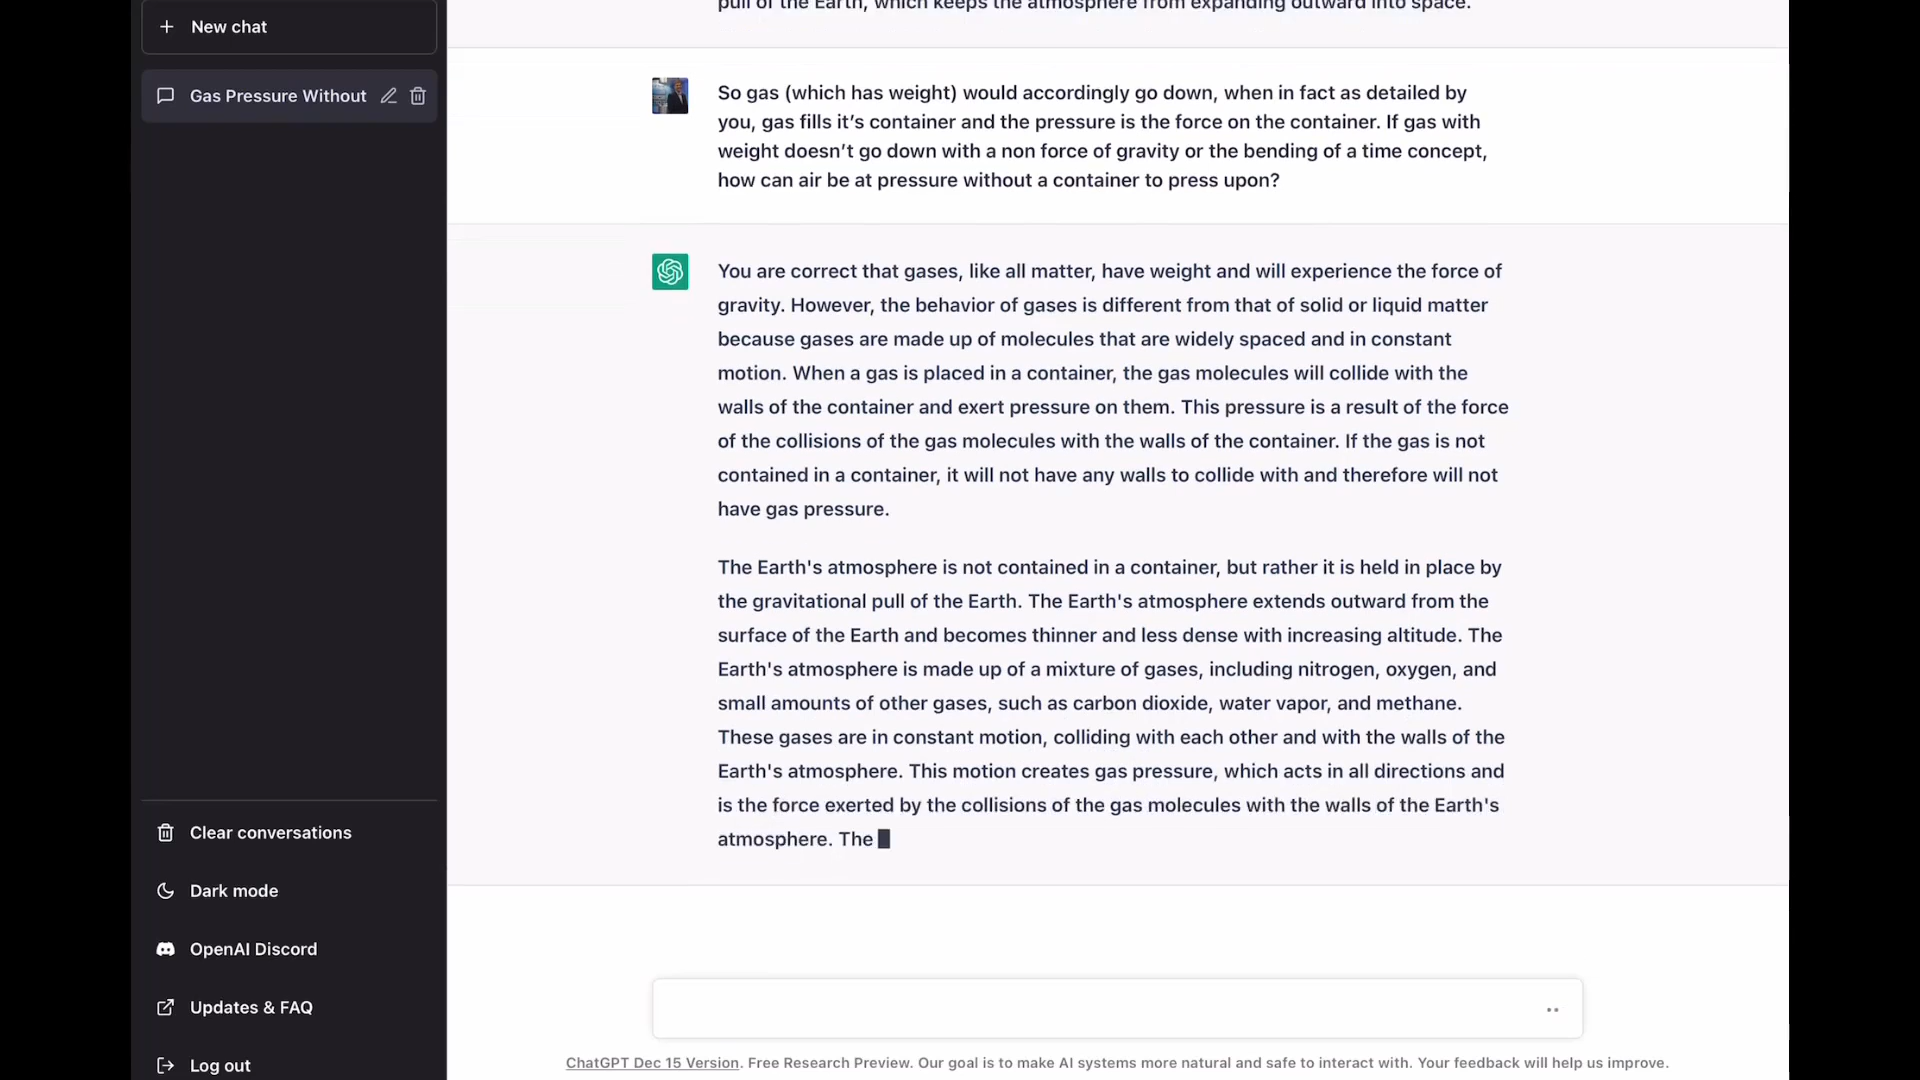 New chat
Gas Pressure Without
Clear conversations
Dark mode
OpenAI Discord
Updates & FAQ
Log out
pull of the Earth, which keeps the atmosphere from expanding outward into space.
So gas (which has weight) would accordingly go down, when in fact as detailed by
you, gas fills it’s container and the pressure is the force on the container. If gas with
weight doesn’t go down with a non force of gravity or the bending of a time concept,
how can air be at pressure without a container to press upon?
You are correct that gases, like all matter, have weight and will experience the force of
gravity. However, the behavior of gases is different from that of solid or liquid matter
because gases are made up of molecules that are widely spaced and in constant
motion. When a gas is placed in a container, the gas molecules will collide with the
walls of the container and exert pressure on them. This pressure is a result of the force
of the collisions of the gas molecules with the walls of the container. If the gas is not
contained in a container, it will not have any walls to collide with and therefore will not
have gas pressure.
The Earth's atmosphere is not contained in a container, but rather it is held in place by
the gravitational pull of the Earth. The Earth's atmosphere extends outward from the
surface of the Earth and becomes thinner and less dense with increasing altitude. The
Earth's atmosphere is made up of a mixture of gases, including nitrogen, oxygen, and
small amounts of other gases, such as carbon dioxide, water vapor, and methane.
These gases are in constant motion, colliding with each other and with the walls of the
Earth's atmosphere. This motion creates gas pressure, which acts in all directions and
is the force exerted by the collisions of the gas molecules with the walls of the Earth's
atmosphere. The
ChatGPT Dec 15 Version. Free Research Preview. Our goal is to make AI systems more natural and safe to interact with. Your feedback will help us improve.